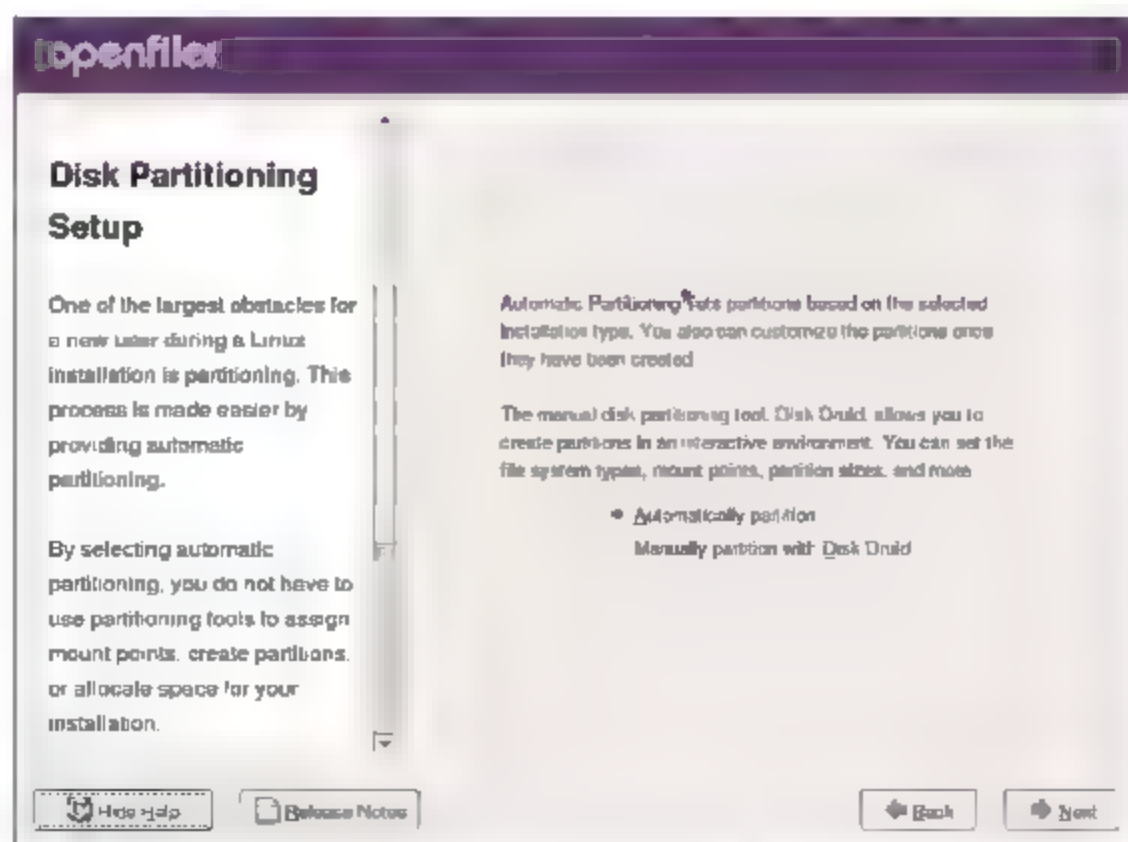 openfiler
Disk Partitioning
Setup
One of the largest obstacles for
a new user during a Linux
installation is partitioning. This
process is made easier by
providing automatic
partitioning.
By selecting automatic
partitioning, you do not have to
use partitioning tools to assign
mount points, create partitions,
or allocate space for your
installation.
Automatic Partitioning sets partitions based on the selected
installation type. You also can customize the partitions once
they have been created
The manual disk partitioning tool, Disk Druid, allows you to
create partitions in an interactive environment. You can set the
file system types, mount points, partition sizes, and more
Automatically partition
Manually partition with Disk Druid
Hide Help
Release Notes
Back
Next